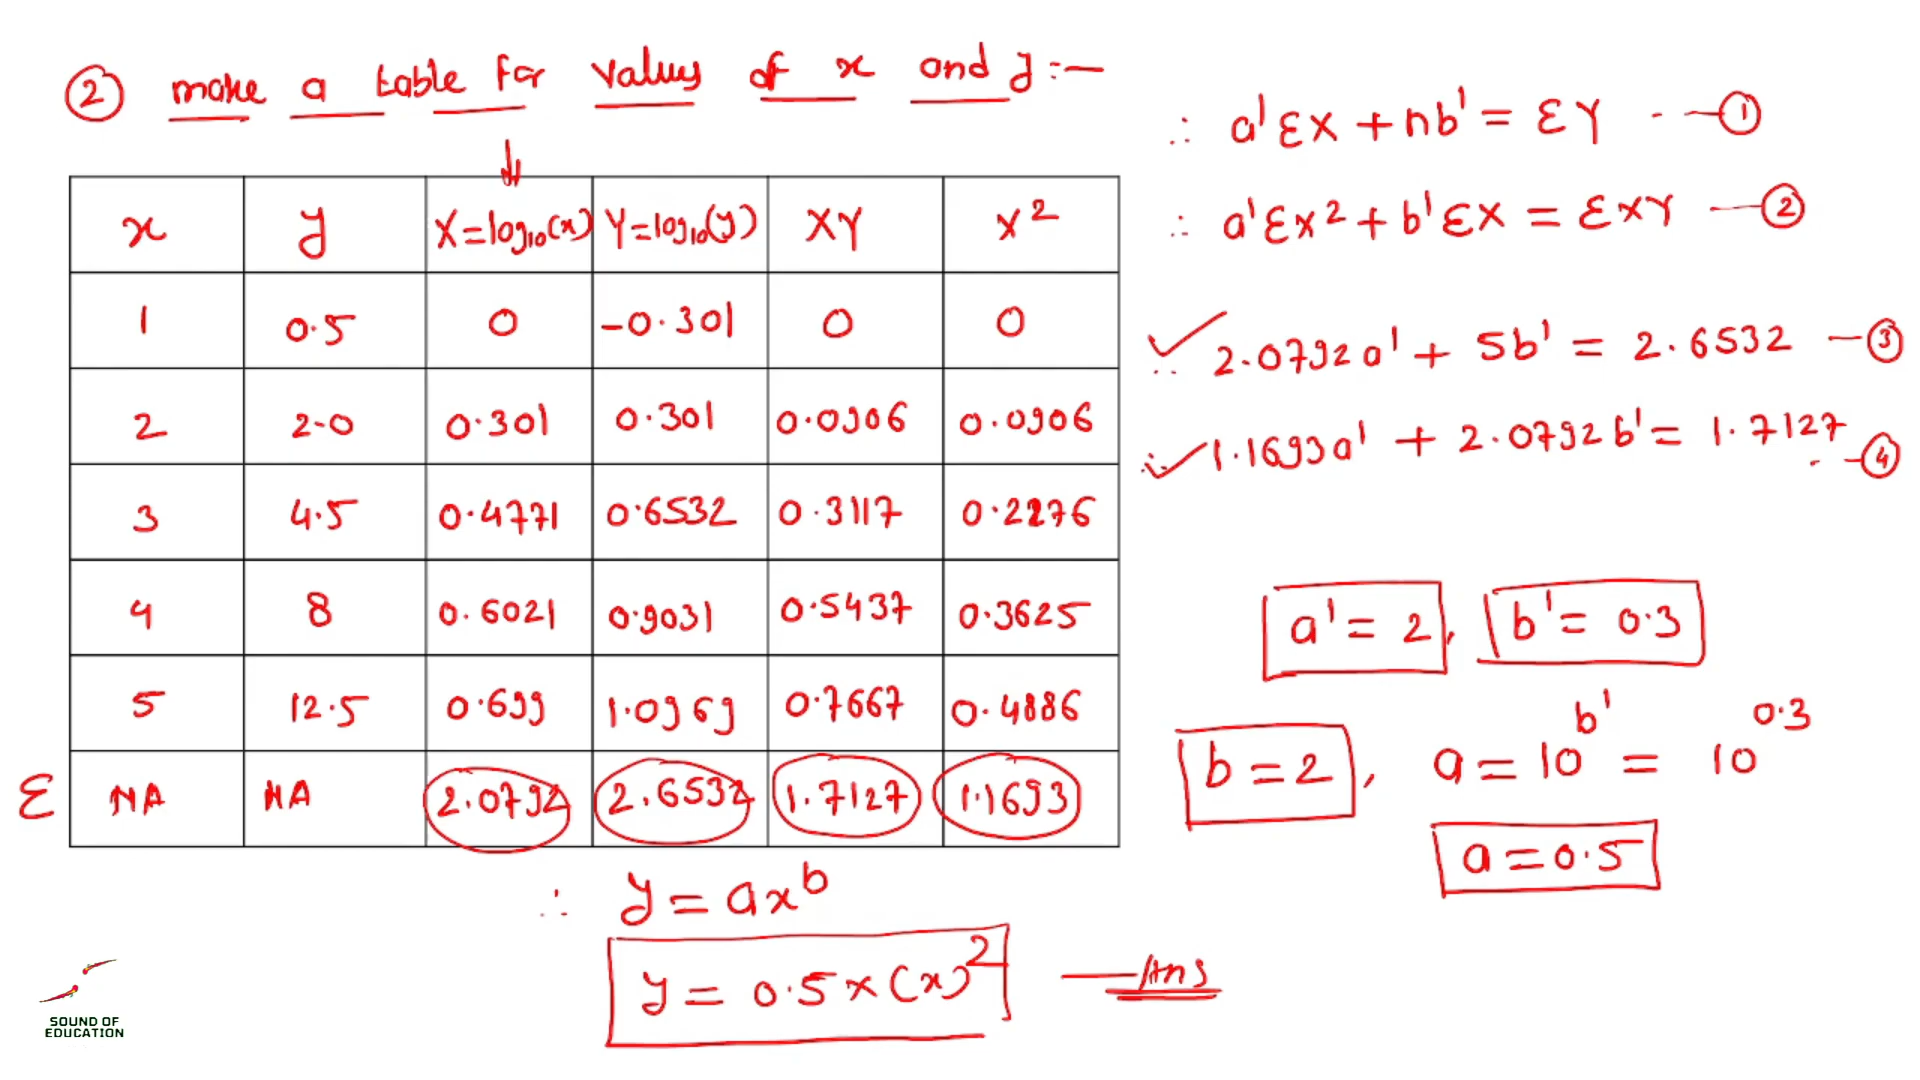 ② make a table for values of x and y :-
x y X=log₁₀(x) Y=log₁₀(y) XY X²
1 0.5 0 -0.301 0 0
2 2.0 0.301 0.301 0.0906 0.0906
3 4.5 0.4771 0.6532 0.3117 0.2276
4 8 0.6021 0.9031 0.5437 0.3625
5 12.5 0.699 1.0969 0.7667 0.4886
Σ NA NA 2.0792 2.6532 1.7127 1.1693
∴ y = ax^b
y = 0.5 × (x)² — Ans
∴ a'ΣX + nb' = ΣY --- ①
∴ a'Σx² + b'ΣX = ΣXY — ②
∴ 2.0792a' + 5b' = 2.6532 — ③
∴ 1.1693a' + 2.0792b' = 1.7127 -- ④
a' = 2, b' = 0.3
b = 2, a = 10^b' = 10^0.3
a = 0.5
SOUND OF
EDUCATION